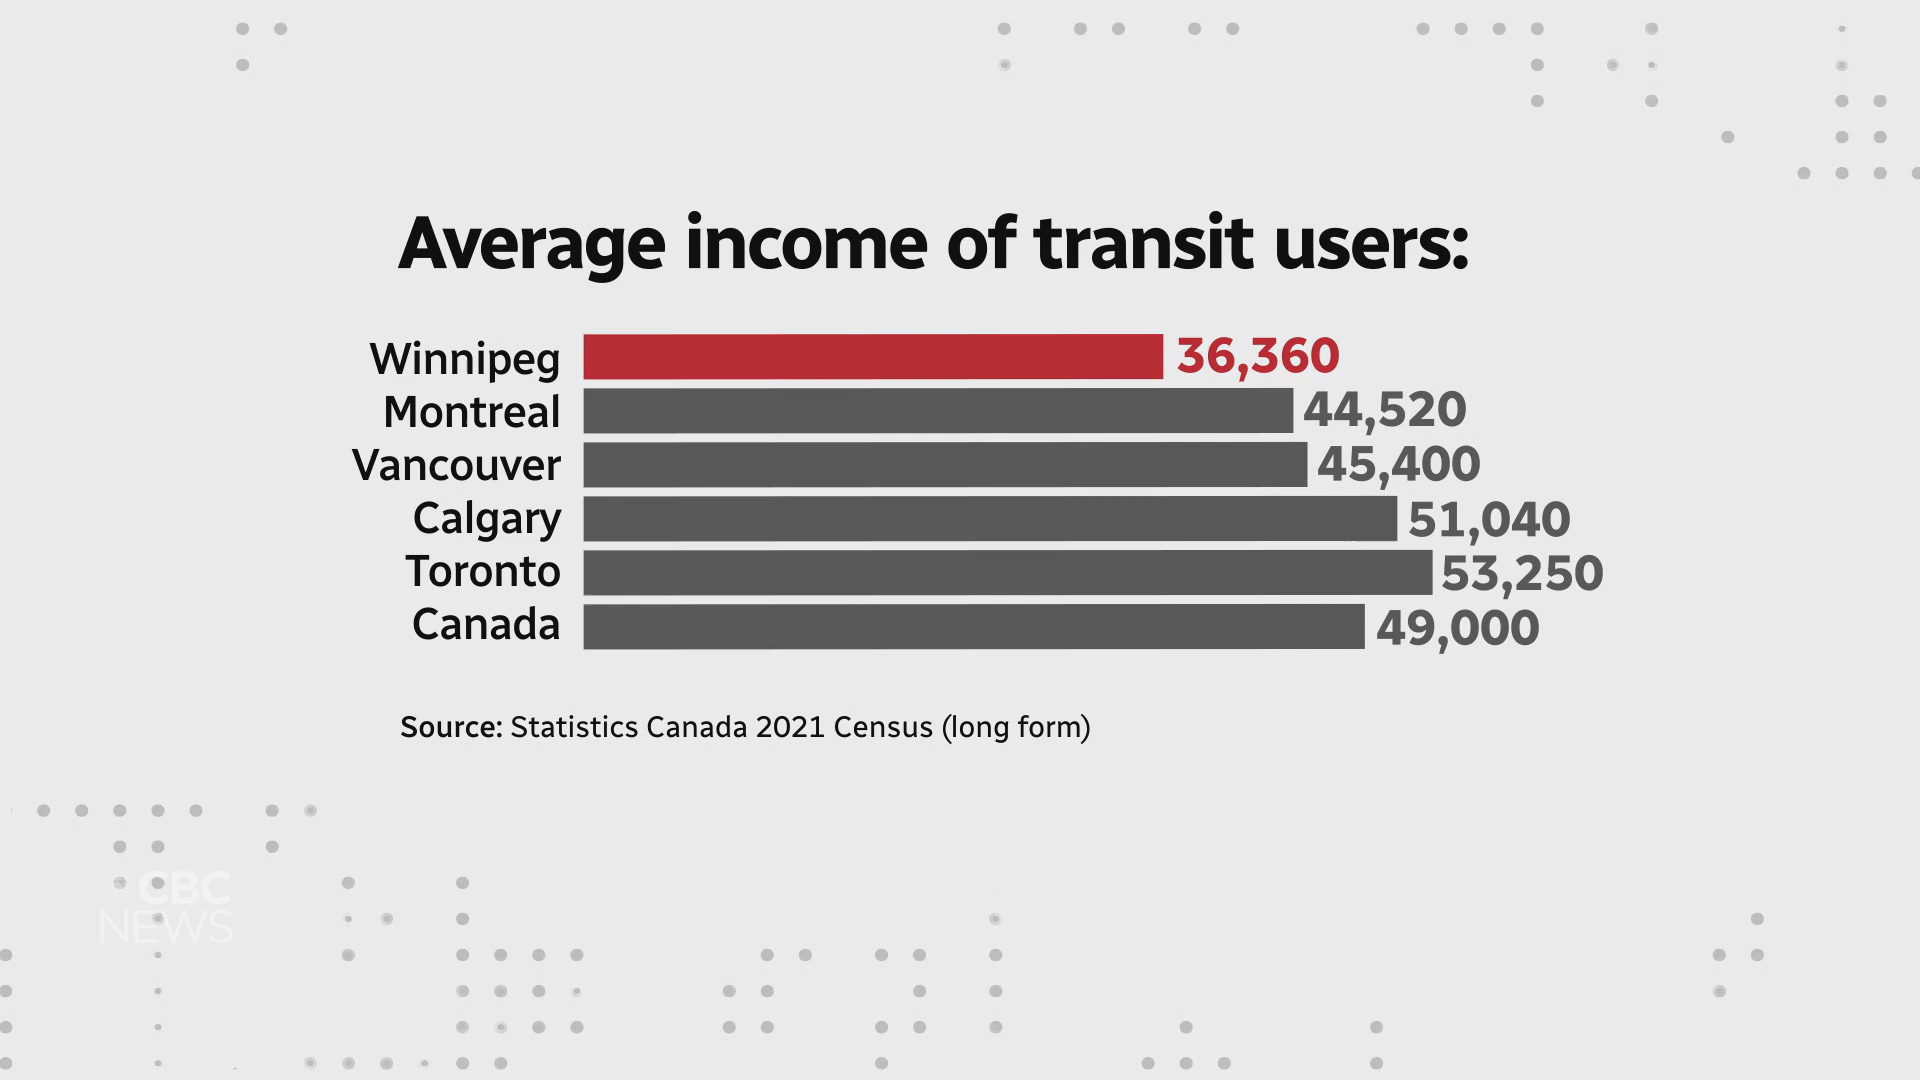 Average income of transit users:
Winnipeg 36,360
Montreal 44,520
Vancouver 45,400
Calgary 51,040
Toronto 53,250
Canada 49,000
Source: Statistics Canada 2021 Census (long form)
CBC
NEWS